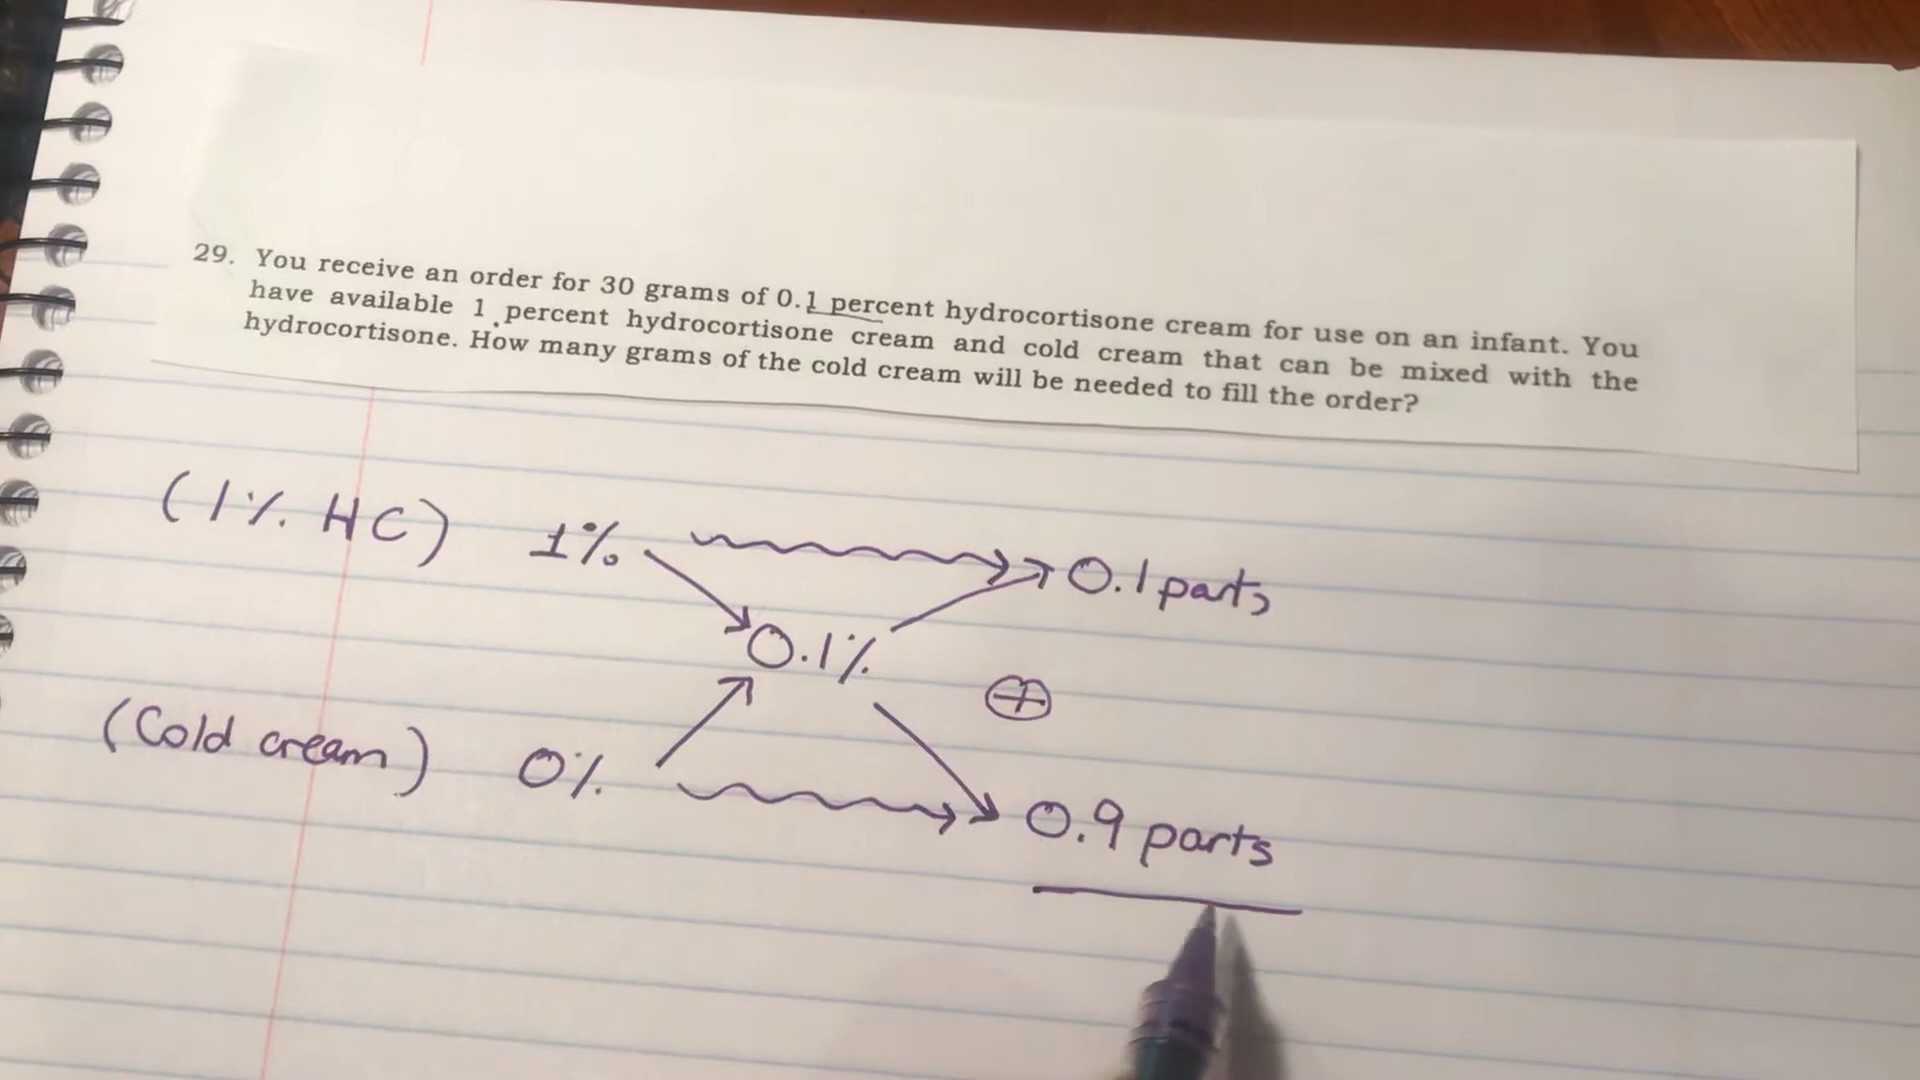 29. You receive an order for 30 grams of 0.1 percent hydrocortisone cream for use on an infant. You
have available 1 percent hydrocortisone cream and cold cream that can be mixed with the
hydrocortisone. How many grams of the cold cream will be needed to fill the order?
(1% HC) 1% 0.1 parts
0.1%
+
(Cold cream) 0% 0.9 parts